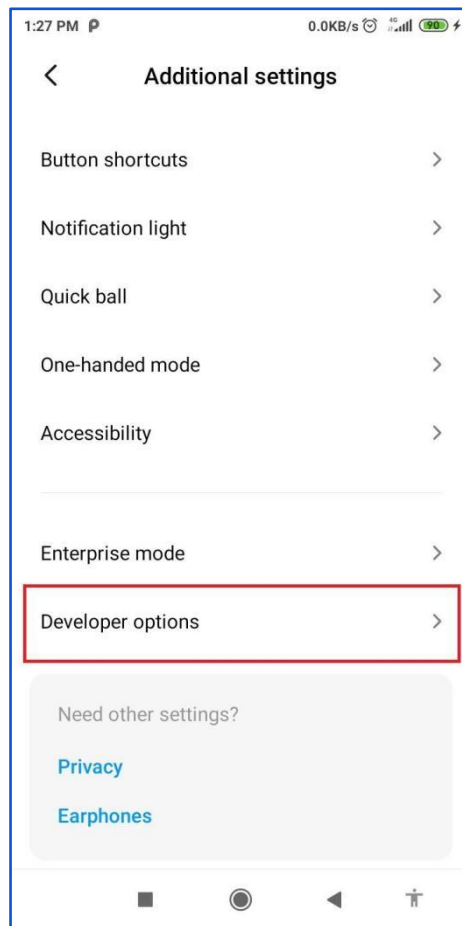 1:27 PM 0.0KB/s 4G 90
Additional settings
Button shortcuts
Notification light
Quick ball
One-handed mode
Accessibility
Enterprise mode
Developer options
Need other settings?
Privacy
Earphones